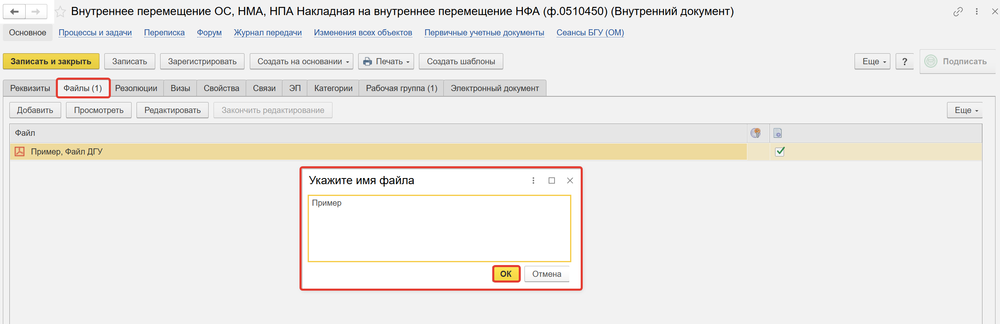 Внутреннее перемещение ОС, НМА, НПА Накладная на внутреннее перемещение НФА (ф.0510450) (Внутренний документ)
Основное Процессы и задачи Переписка Форум Журнал передачи Изменения всех объектов Первичные учетные документы Сеансы БГУ (ОМ)
Записать и закрыть Записать Зарегистрировать Создать на основании Печать Создать шаблоны Еще ? Подписать
Реквизиты Файлы (1) Резолюции Визы Свойства Связи ЭП Категории Рабочая группа (1) Электронный документ
Добавить Просмотреть Редактировать Закончить редактирование Еще
Файл
Пример, Файл ДГУ
Укажите имя файла
Пример
ОК Отмена